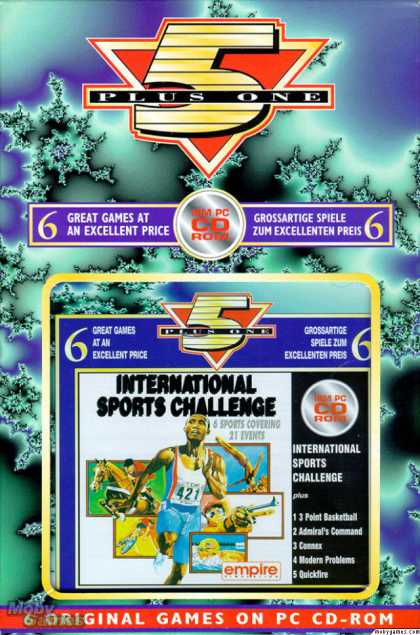 5
PLUS ONE
6 GREAT GAMES AT
AN EXCELLENT PRICE
IBM PC
CD
ROM
GROSSARTIGE SPIELE 6
ZUM EXCELLENTEN PREIS
5
PLUS ONE
6 GREAT GAMES
AT AN
EXCELLENT PRICE
GROSSARTIGE 6
SPIELE ZUM
EXCELLENTEN PREIS
INTERNATIONAL
SPORTS CHALLENGE
6 SPORTS COVERING
21 EVENTS
IBM PC
CD
ROM
421
INTERNATIONAL
SPORTS
CHALLENGE
plus
1 3 Point Basketball
2 Admiral's Command
3 Connex
4 Modern Problems
5 Quickfire
empire
6 ORIGINAL GAMES ON PC CD-ROM
Moby
mobygames.com